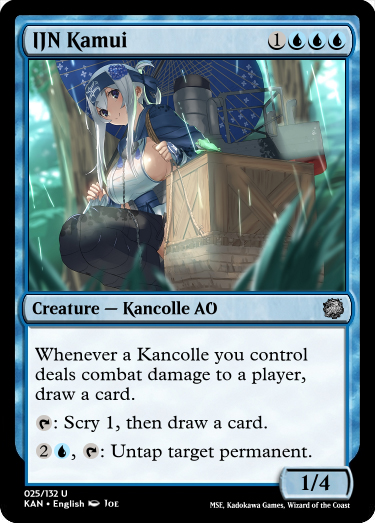 IJN Kamui
1
Creature — Kancolle AO
Whenever a Kancolle you control
deals combat damage to a player,
draw a card.
: Scry 1, then draw a card.
2 , : Untap target permanent.
1/4
025/132 U
KAN • English JOE
MSE, Kadokawa Games, Wizard of the Coast